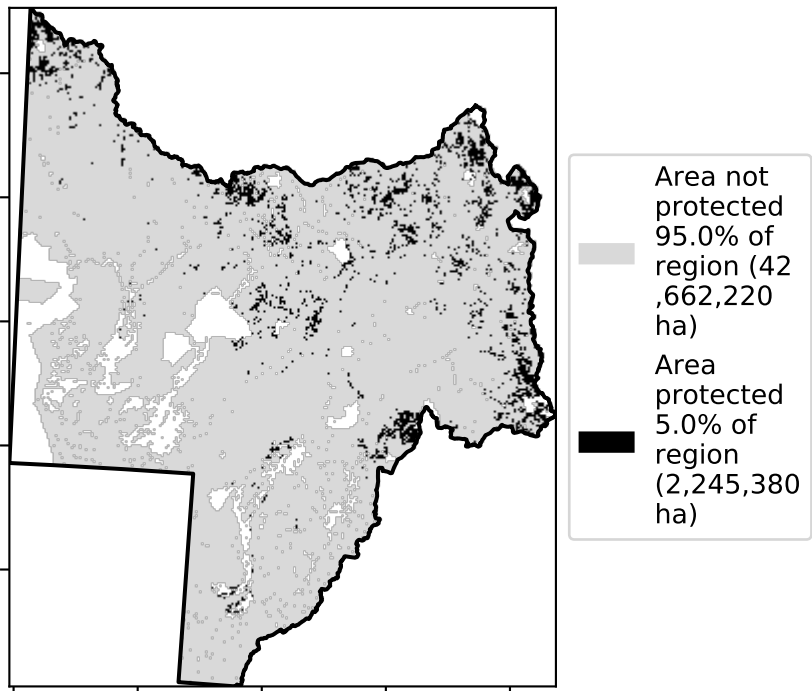 Area not
protected
95.0% of
region (42
,662,220
ha)
Area
protected
5.0% of
region
(2,245,380
ha)